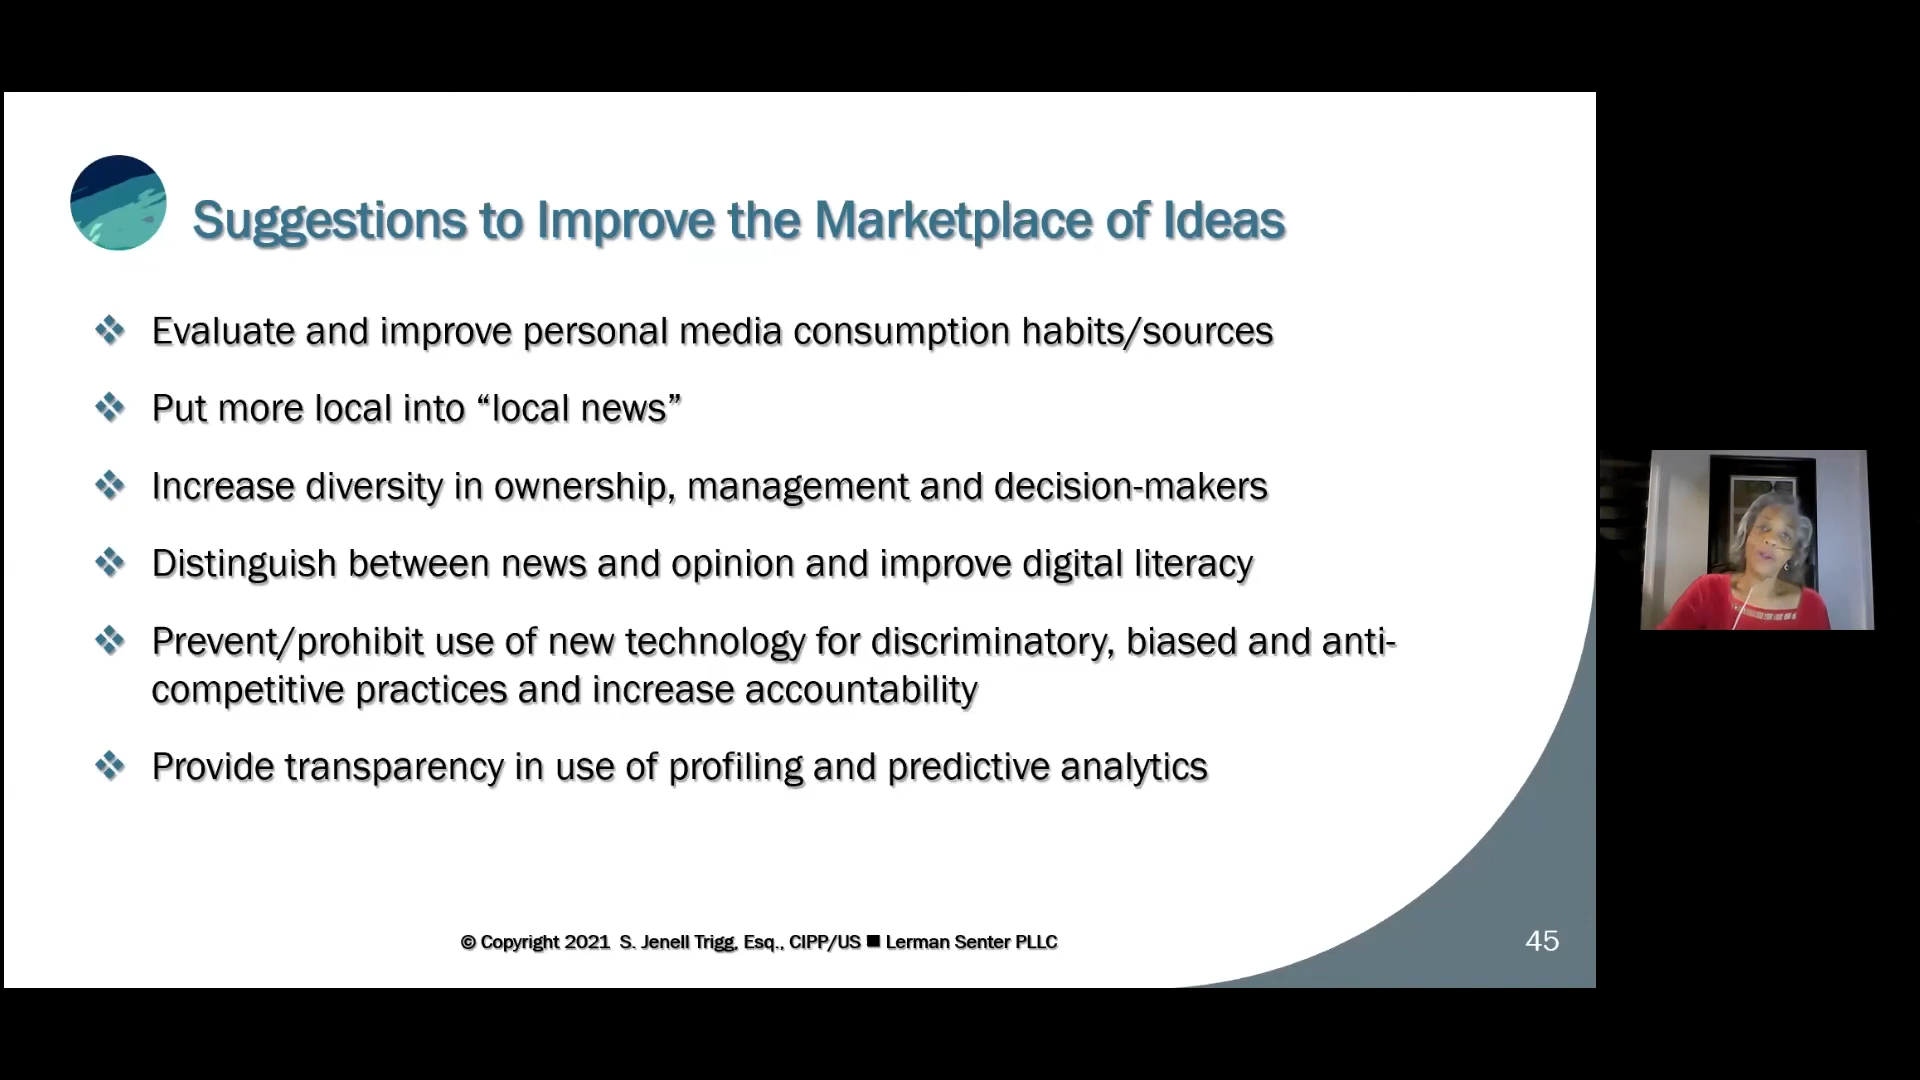 Suggestions to Improve the Marketplace of Ideas
❖ Evaluate and improve personal media consumption habits/sources
❖ Put more local into “local news”
❖ Increase diversity in ownership, management and decision-makers
❖ Distinguish between news and opinion and improve digital literacy
❖ Prevent/prohibit use of new technology for discriminatory, biased and anti-
competitive practices and increase accountability
❖ Provide transparency in use of profiling and predictive analytics
© Copyright 2021 S. Jenell Trigg, Esq., CIPP/US ■ Lerman Senter PLLC
45